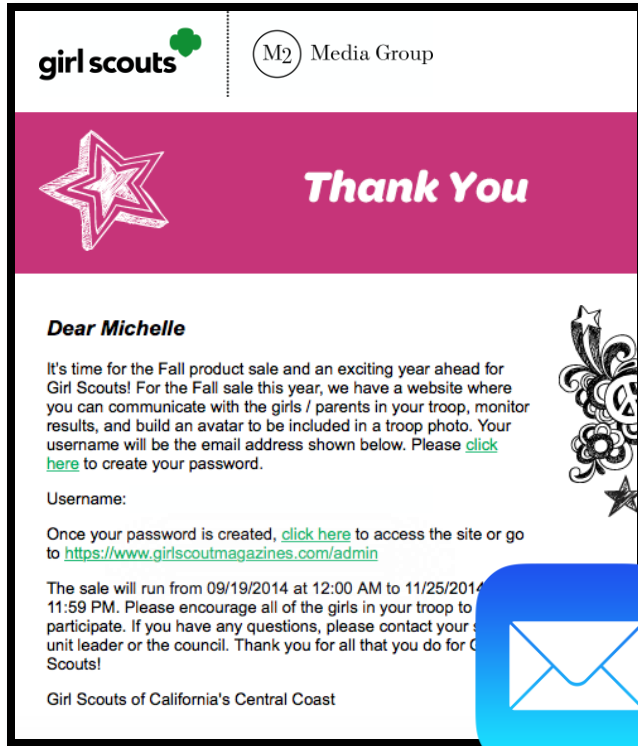 girl scouts
M2 Media Group
Thank You
Dear Michelle
It's time for the Fall product sale and an exciting year ahead for
Girl Scouts! For the Fall sale this year, we have a website where
you can communicate with the girls / parents in your troop, monitor
results, and build an avatar to be included in a troop photo. Your
username will be the email address shown below. Please click
here to create your password.
Username:
Once your password is created, click here to access the site or go
to https://www.girlscoutmagazines.com/admin
The sale will run from 09/19/2014 at 12:00 AM to 11/25/2014
11:59 PM. Please encourage all of the girls in your troop to
participate. If you have any questions, please contact your
unit leader or the council. Thank you for all that you do for
Scouts!
Girl Scouts of California's Central Coast